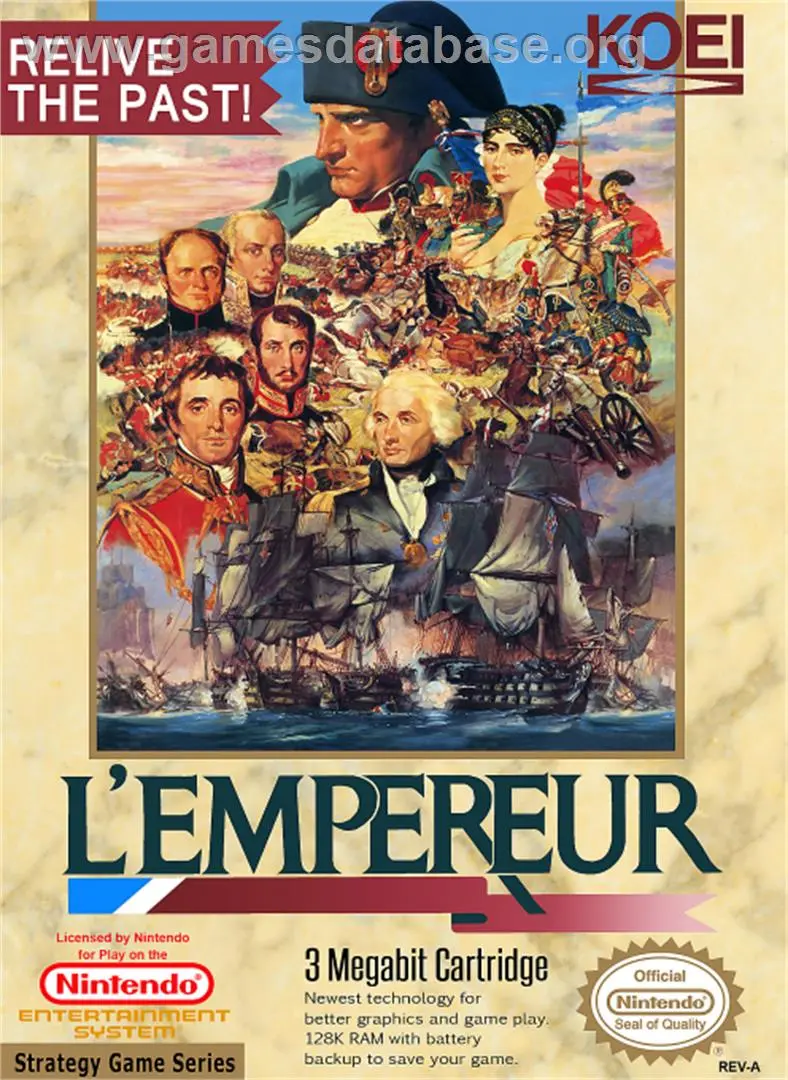 www.gamesdatabase.org
RELIVE
THE PAST!
KOEI
L'EMPEREUR
Licensed by Nintendo
for Play on the
Nintendo®
ENTERTAINMENT
SYSTEM
Strategy Game Series
3 Megabit Cartridge
Newest technology for
better graphics and game play.
128K RAM with battery
backup to save your game.
Official
Nintendo®
Seal of Quality
®
REV-A